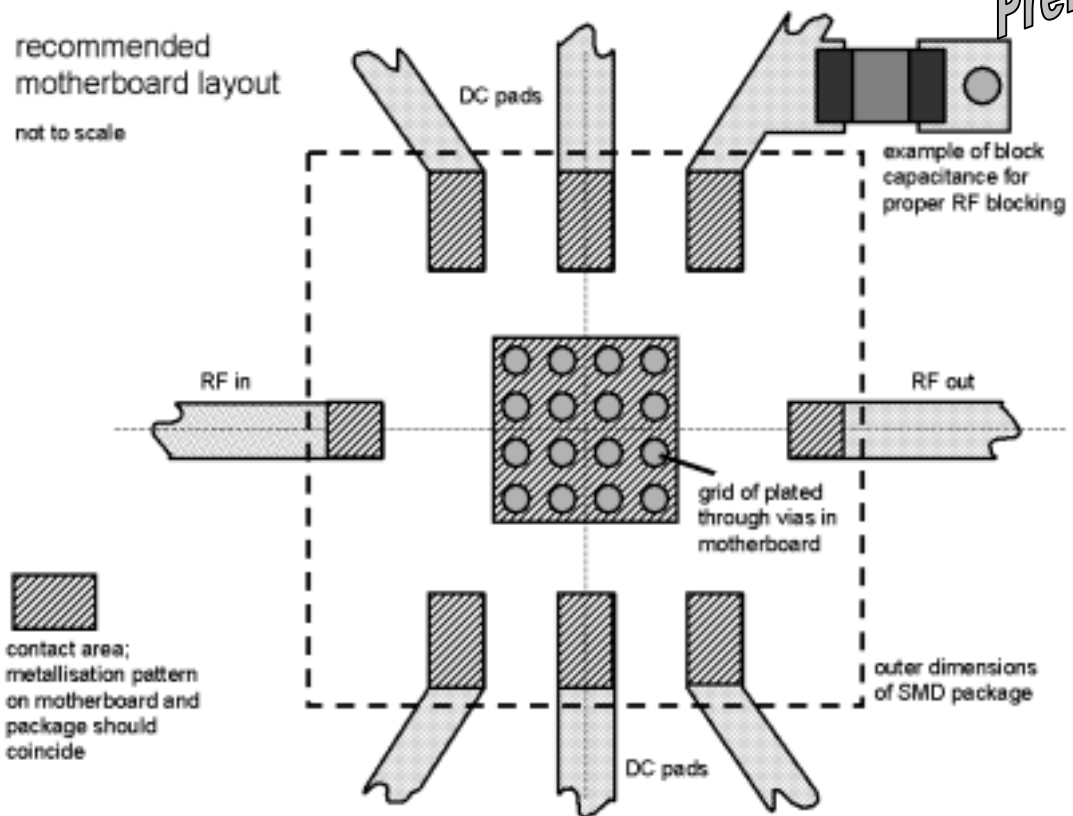 recommended
motherboard layout
not to scale
DC pads
example of block
capacitance for
proper RF blocking
RF in
RF out
grid of plated
through vias in
motherboard
contact area;
metallisation pattern
on motherboard and
package should
coincide
outer dimensions
of SMD package
DC pads